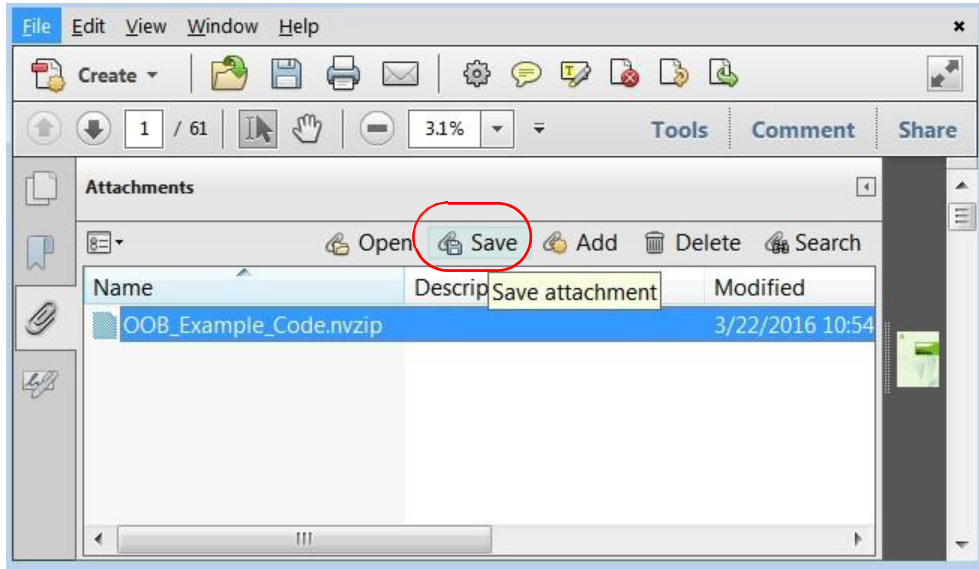 File Edit View Window Help
Create
1 / 61 3.1% Tools Comment Share
Attachments
Open Save Add Delete Search
Name Descrip Modified
Save attachment
OOB_Example_Code.nvzip 3/22/2016 10:54